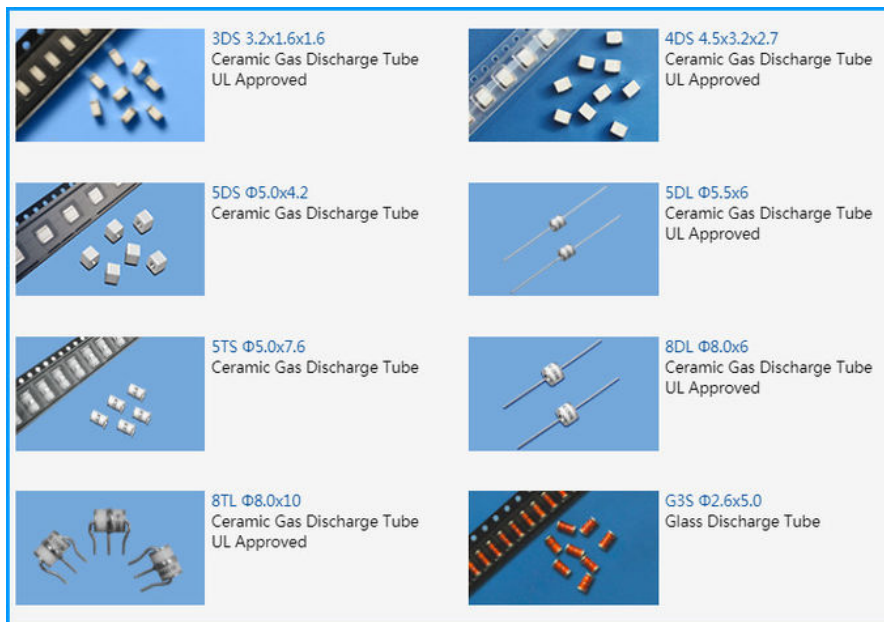 3DS 3.2x1.6x1.6
Ceramic Gas Discharge Tube
UL Approved
4DS 4.5x3.2x2.7
Ceramic Gas Discharge Tube
UL Approved
5DS Φ5.0x4.2
Ceramic Gas Discharge Tube
5DL Φ5.5x6
Ceramic Gas Discharge Tube
UL Approved
5TS Φ5.0x7.6
Ceramic Gas Discharge Tube
8DL Φ8.0x6
Ceramic Gas Discharge Tube
UL Approved
8TL Φ8.0x10
Ceramic Gas Discharge Tube
UL Approved
G3S Φ2.6x5.0
Glass Discharge Tube